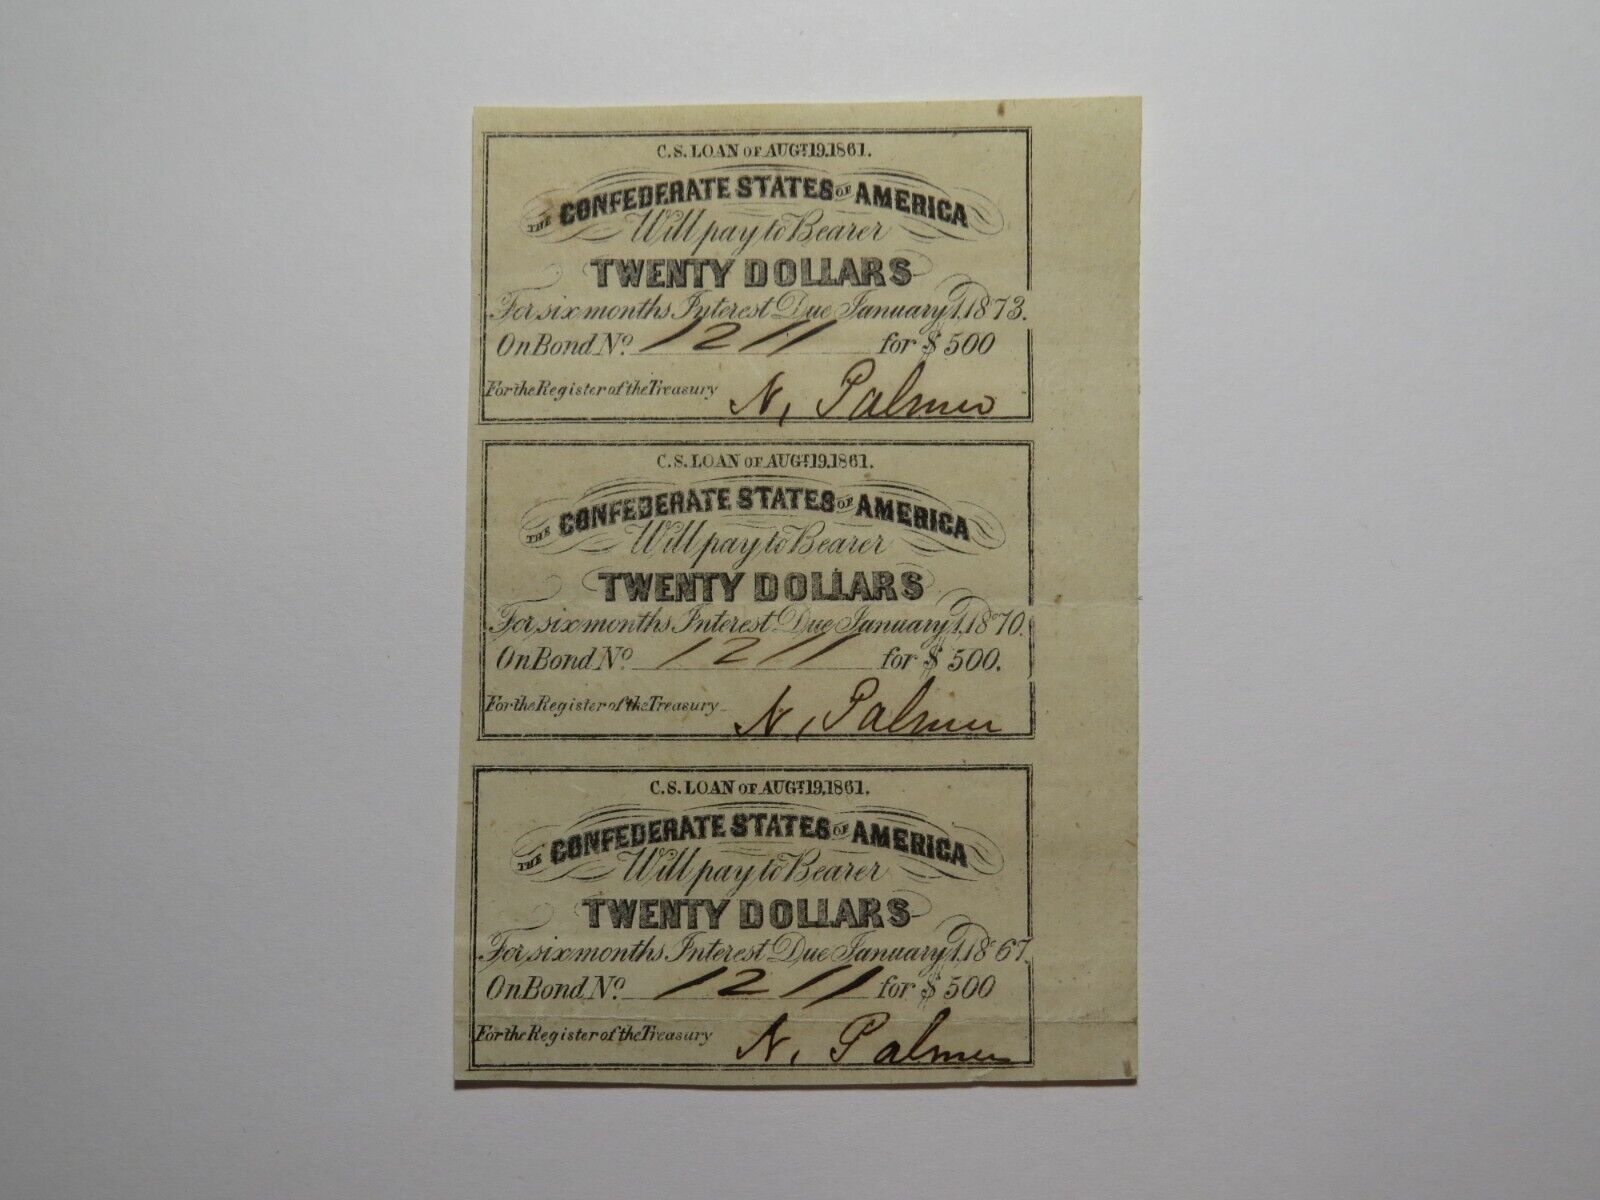 C.S. LOAN OF AUGT. 19, 1861.
THE CONFEDERATE STATES OF AMERICA
Will pay to Bearer
TWENTY DOLLARS
For six months Interest Due January 1, 1873.
On Bond No. 1211 for $500
For the Register of the Treasury N. Palmer
C.S. LOAN OF AUGT. 19, 1861.
THE CONFEDERATE STATES OF AMERICA
Will pay to Bearer
TWENTY DOLLARS
For six months Interest Due January 1, 1870.
On Bond No. 1211 for $500.
For the Register of the Treasury N. Palmer
C.S. LOAN OF AUGT. 19, 1861.
THE CONFEDERATE STATES OF AMERICA
Will pay to Bearer
TWENTY DOLLARS
For six months Interest Due January 1, 1867.
On Bond No. 1211 for $500
For the Register of the Treasury N. Palmer